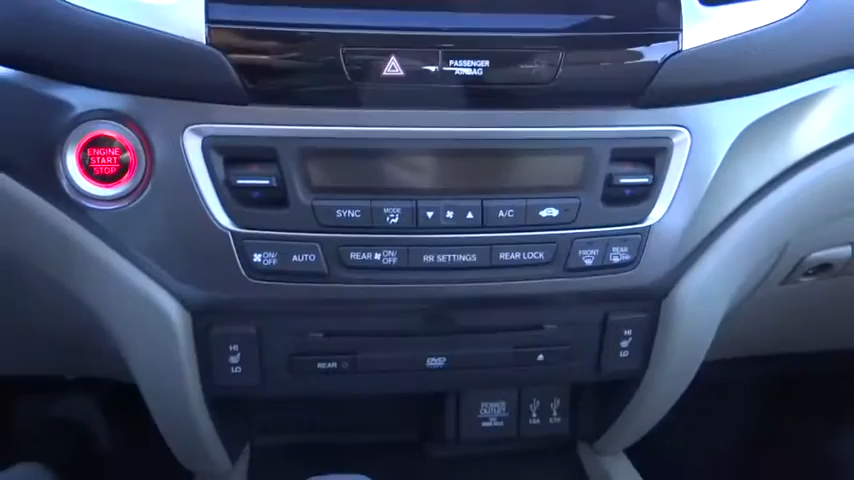 PASSENGER
AIRBAG
ENGINE
START
STOP
SYNC MODE A/C
ON/OFF AUTO REAR ON/OFF RR SETTINGS REAR LOCK FRONT REAR
HI HI
LO LO
REAR DVD
POWER
OUTLET